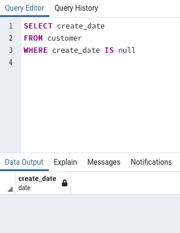 Query Editor Query History
1 SELECT create_date
2 FROM customer
3 WHERE create_date IS null
4
Data Output Explain Messages Notifications
create_date
date